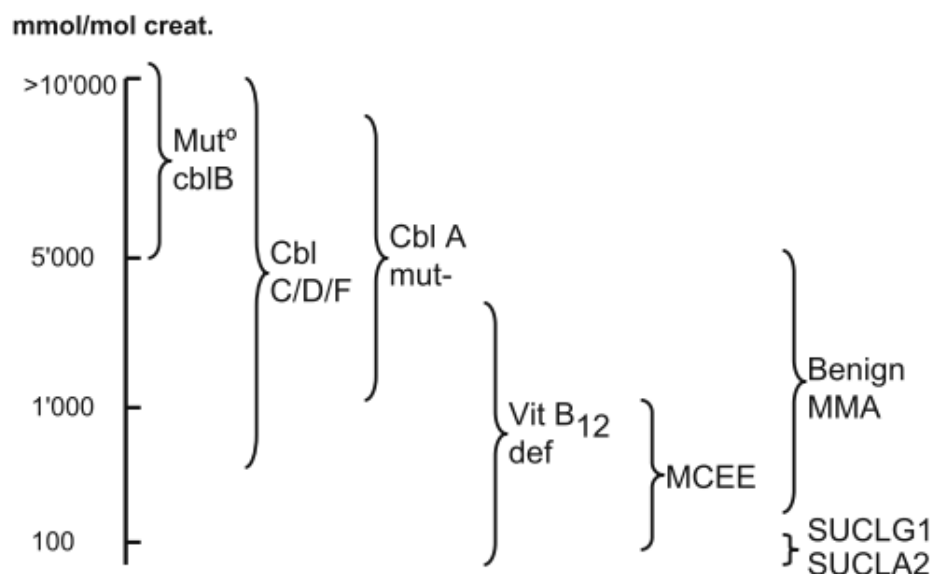 mmol/mol creat.
>10'000
Mutº
cblB
5'000
Cbl
C/D/F
Cbl A
mut-
1'000
Vit B12
def
Benign
MMA
MCEE
100
SUCLG1
SUCLA2